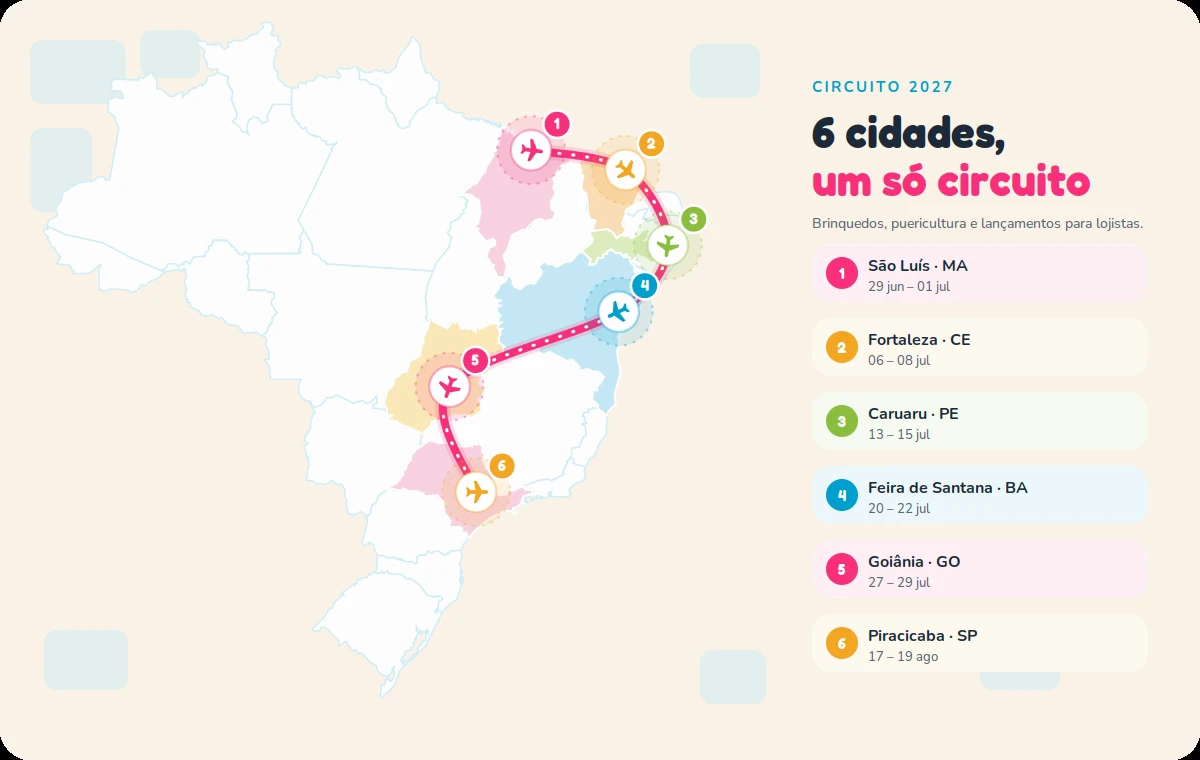 CIRCUITO 2027
6 cidades,
um só circuito
Brinquedos, puericultura e lançamentos para lojistas.
1
São Luís · MA
29 jun – 01 jul
2
Fortaleza · CE
06 – 08 jul
3
Caruaru · PE
13 – 15 jul
4
Feira de Santana · BA
20 – 22 jul
5
Goiânia · GO
27 – 29 jul
6
Piracicaba · SP
17 – 19 ago
1
2
3
4
5
6